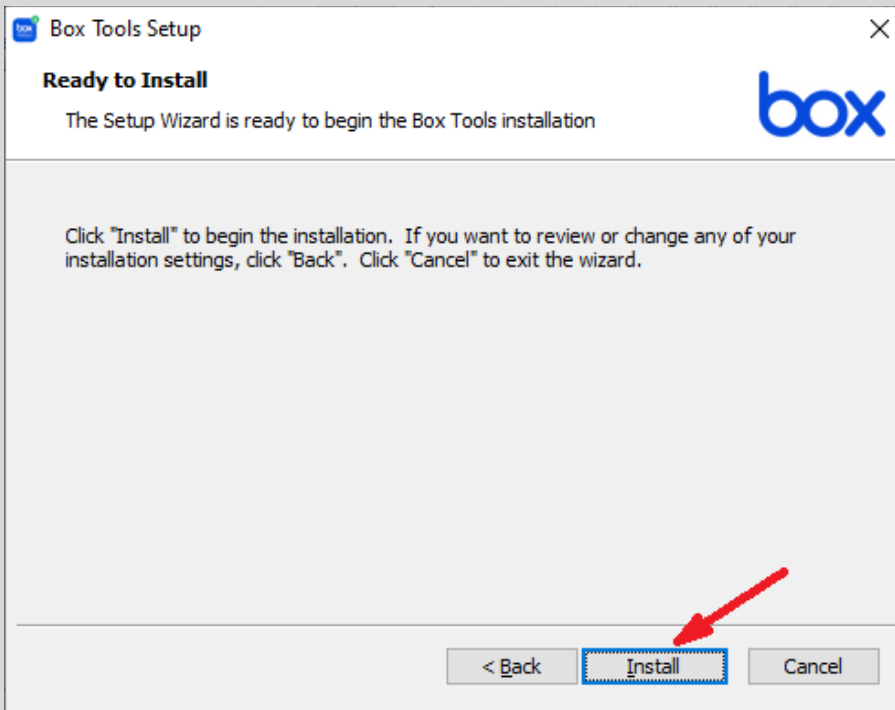 Box Tools Setup
Ready to Install
The Setup Wizard is ready to begin the Box Tools installation
box
Click "Install" to begin the installation.  If you want to review or change any of your
installation settings, click "Back".  Click "Cancel" to exit the wizard.
< Back
Install
Cancel